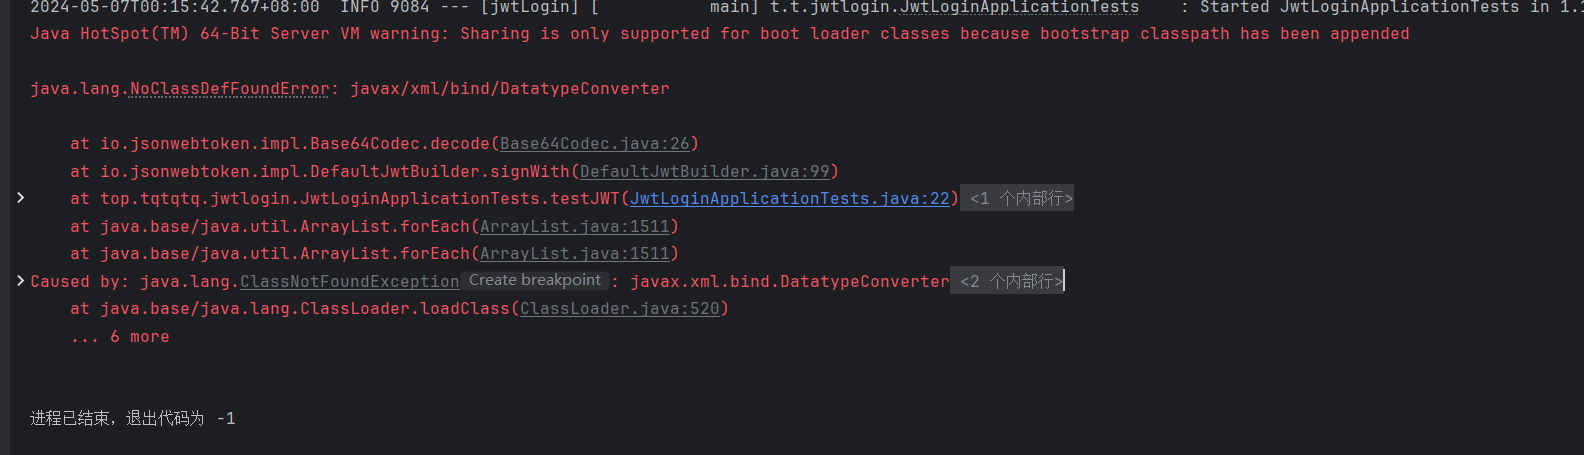 2024-05-07T00:15:42.767+08:00  INFO 9084 --- [jwtLogin] [           main] t.t.jwtlogin.JwtLoginApplicationTests    : Started JwtLoginApplicationTests in 1.1
Java HotSpot(TM) 64-Bit Server VM warning: Sharing is only supported for boot loader classes because bootstrap classpath has been appended
java.lang.NoClassDefFoundError: javax/xml/bind/DatatypeConverter
at io.jsonwebtoken.impl.Base64Codec.decode(Base64Codec.java:26)
at io.jsonwebtoken.impl.DefaultJwtBuilder.signWith(DefaultJwtBuilder.java:99)
at top.tqtqtq.jwtlogin.JwtLoginApplicationTests.testJWT(JwtLoginApplicationTests.java:22) <1 个内部行>
at java.base/java.util.ArrayList.forEach(ArrayList.java:1511)
at java.base/java.util.ArrayList.forEach(ArrayList.java:1511)
Caused by: java.lang.ClassNotFoundException Create breakpoint : javax.xml.bind.DatatypeConverter <2 个内部行>
at java.base/java.lang.ClassLoader.loadClass(ClassLoader.java:520)
... 6 more
进程已结束，退出代码为 -1